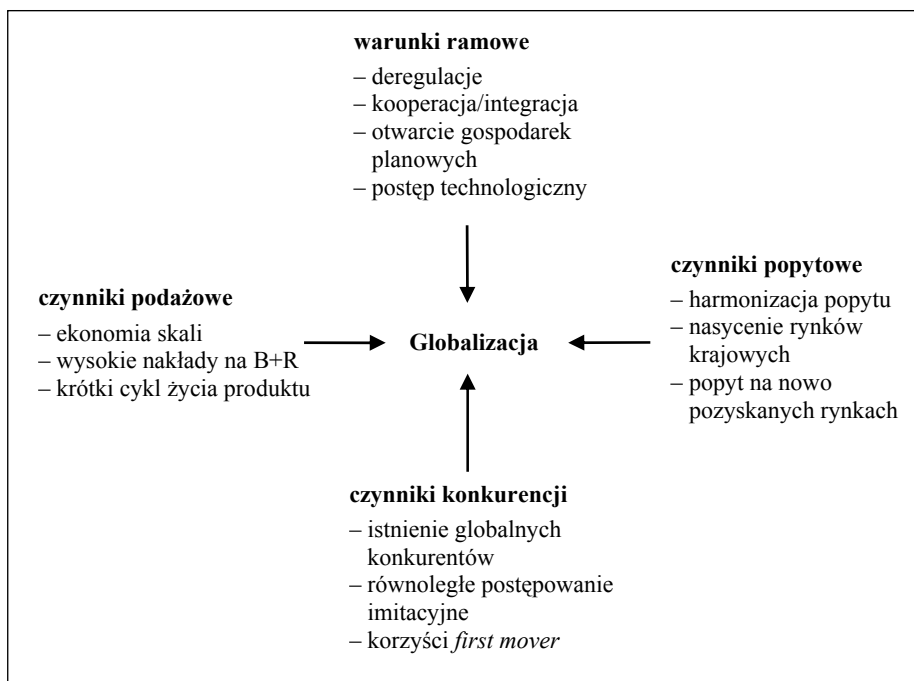 warunki ramowe
– deregulacje
– kooperacja/integracja
– otwarcie gospodarek
planowych
– postęp technologiczny
czynniki podażowe
– ekonomia skali
– wysokie nakłady na B+R
– krótki cykl życia produktu
Globalizacja
czynniki popytowe
– harmonizacja popytu
– nasycenie rynków
krajowych
– popyt na nowo
pozyskanych rynkach
czynniki konkurencji
– istnienie globalnych
konkurentów
– równoległe postępowanie
imitacyjne
– korzyści first mover